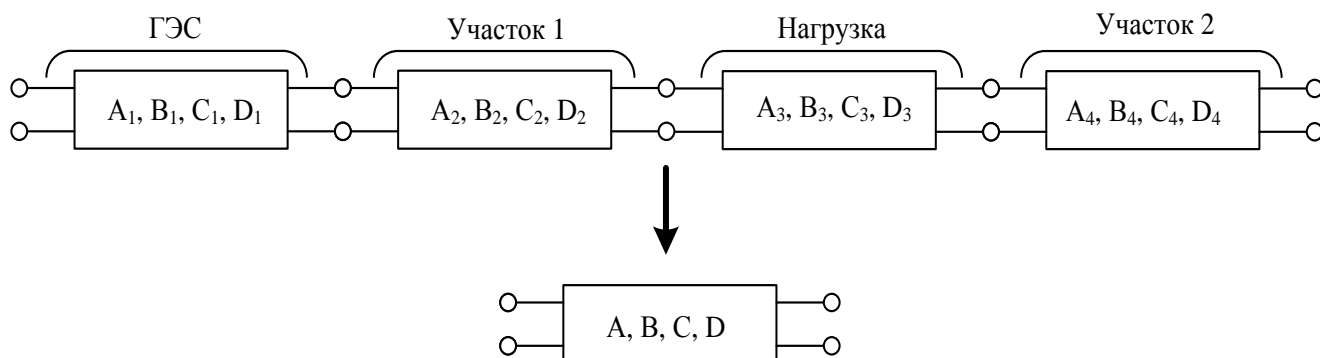 ГЭС Участок 1 Нагрузка Участок 2
A₁, B₁, C₁, D₁ A₂, B₂, C₂, D₂ A₃, B₃, C₃, D₃ A₄, B₄, C₄, D₄
A, B, C, D